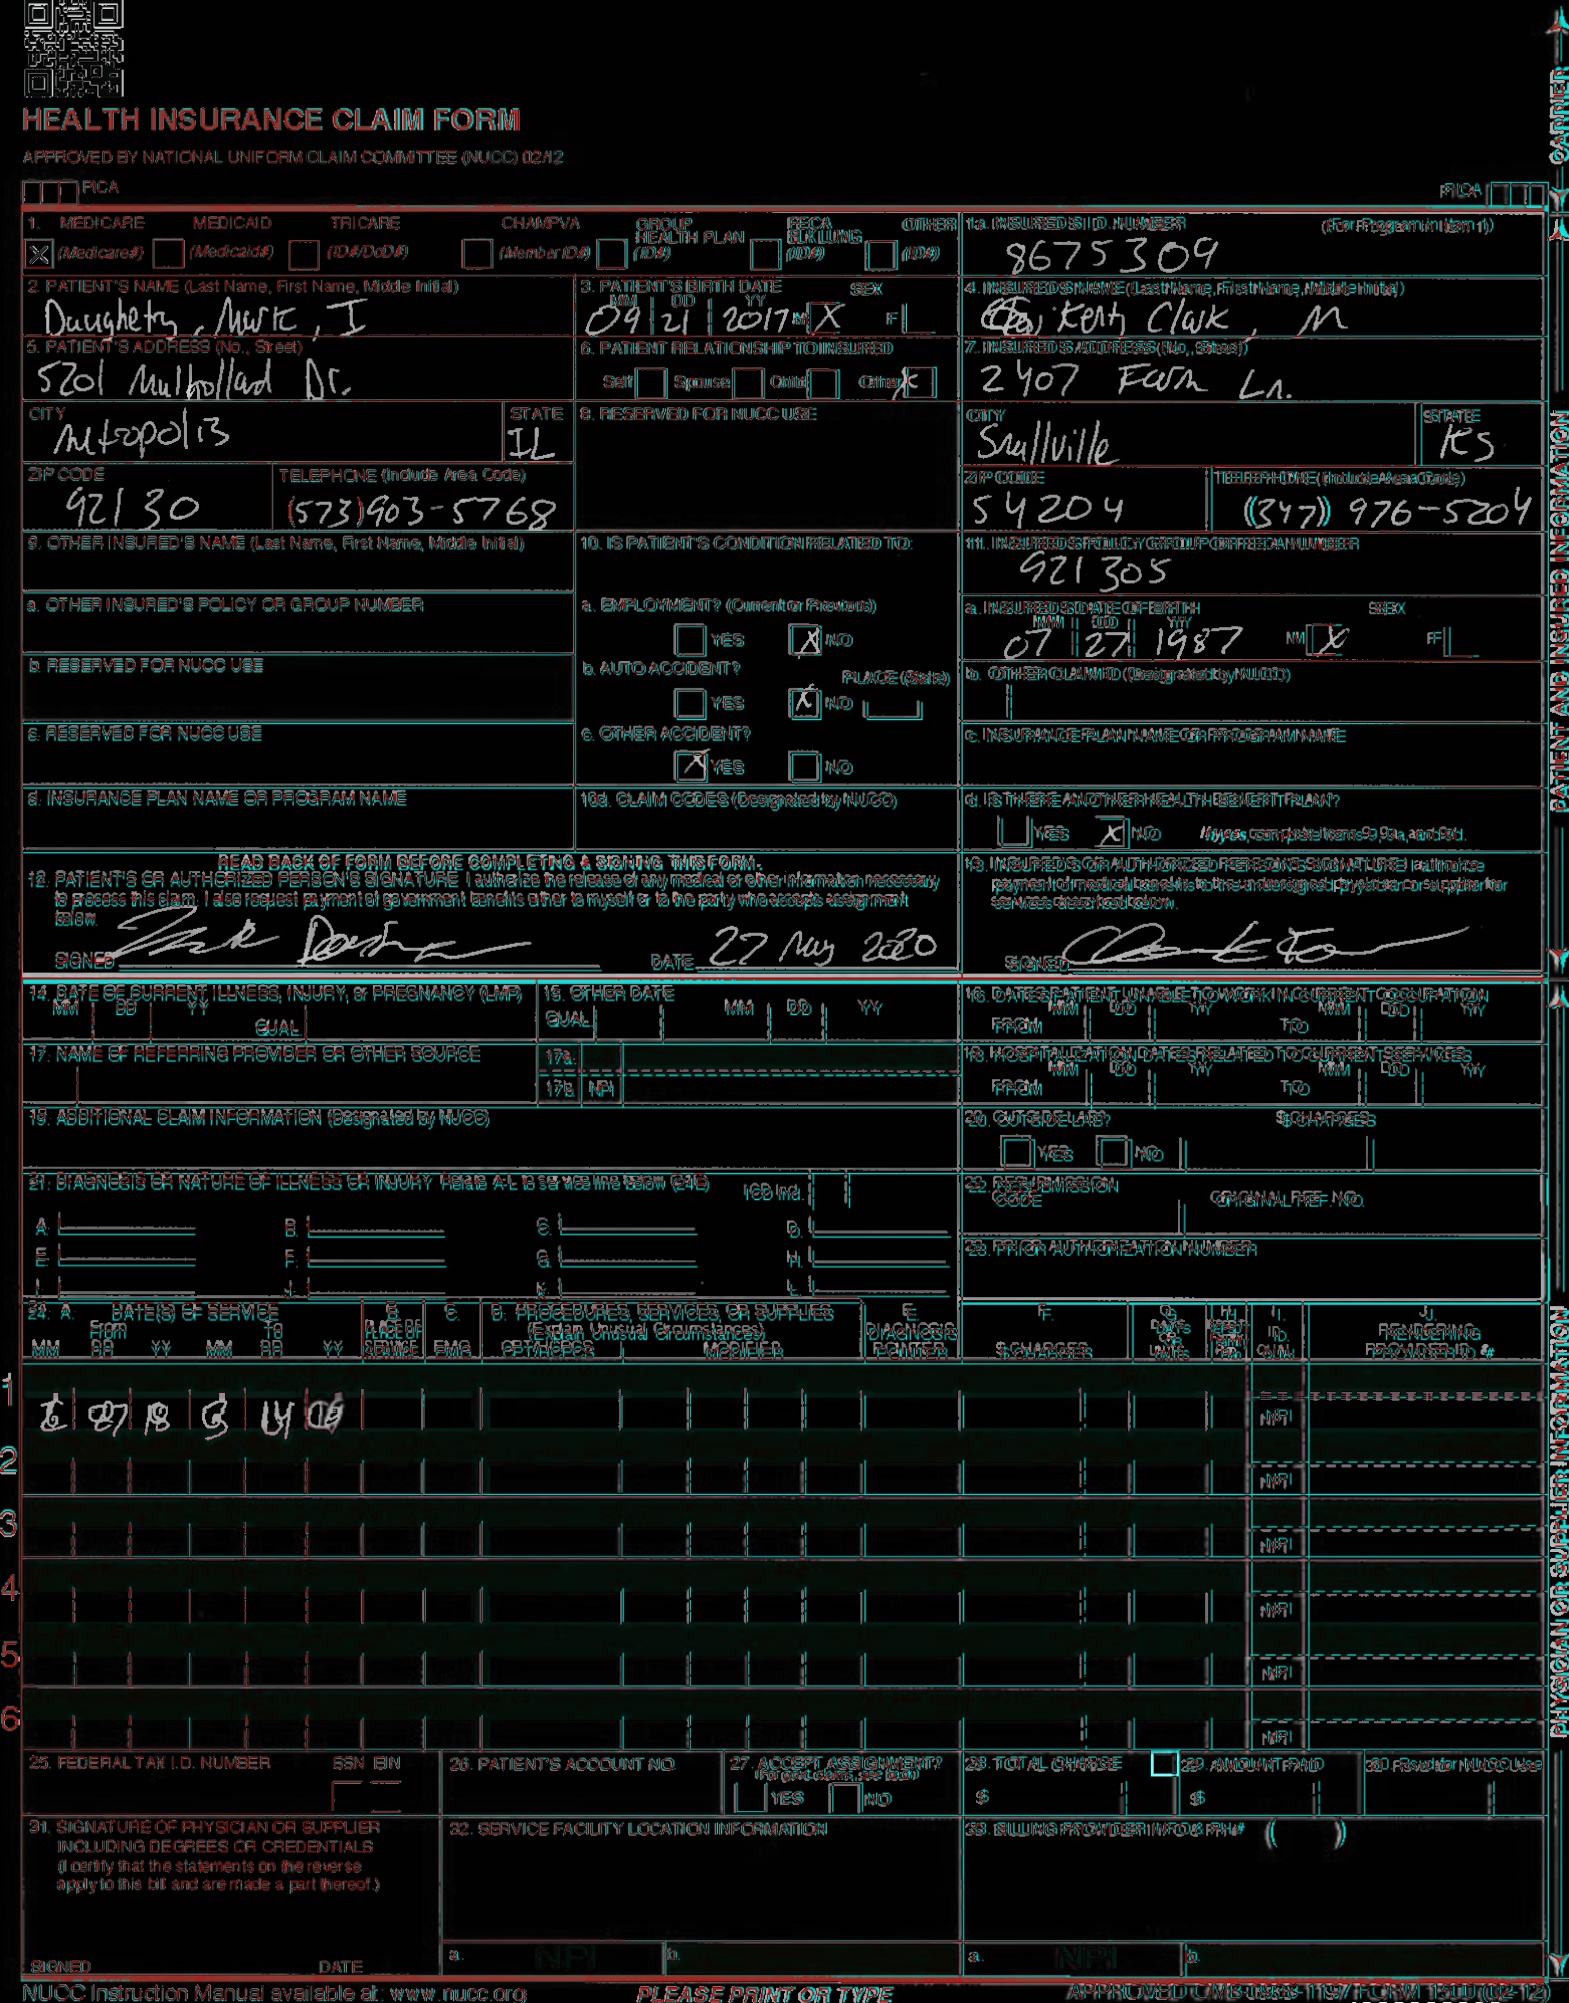 HEALTH INSURANCE CLAIM FORM
APPROVED BY NATIONAL UNIFORM CLAIM COMMITTEE (NUCC) 02/12
PICA
PICA
CARRIER
1. MEDICARE MEDICAID TRICARE CHAMPVA GROUP HEALTH PLAN FECA BLK LUNG OTHER
X (Medicare#) (Medicaid#) (ID#/DoD#) (Member ID#) (ID#) (ID#) (ID#)
1a. INSURED'S I.D. NUMBER (For Program in Item 1)
8675309
2. PATIENT'S NAME (Last Name, First Name, Middle Initial)
Daughety, Mark, I
3. PATIENT'S BIRTH DATE SEX
MM DD YY
09 21 2017 M X F
4. INSURED'S NAME (Last Name, First Name, Middle Initial)
Kent, Clark, M
5. PATIENT'S ADDRESS (No., Street)
5201 Mulhollad Dr.
6. PATIENT RELATIONSHIP TO INSURED
Self Spouse Child Other X
7. INSURED'S ADDRESS (No., Street)
2407 Farm Ln.
CITY STATE
Metropolis IL
8. RESERVED FOR NUCC USE
CITY STATE
Smllville KS
ZIP CODE TELEPHONE (Include Area Code)
92130 (573) 903-5768
ZIP CODE TELEPHONE (Include Area Code)
54204 (347) 976-5204
9. OTHER INSURED'S NAME (Last Name, First Name, Middle Initial)
10. IS PATIENT'S CONDITION RELATED TO:
11. INSURED'S POLICY GROUP OR FECA NUMBER
921305
a. OTHER INSURED'S POLICY OR GROUP NUMBER
a. EMPLOYMENT? (Current or Previous)
YES X NO
a. INSURED'S DATE OF BIRTH SEX
MM DD YY
07 27 1987 M X F
b. RESERVED FOR NUCC USE
b. AUTO ACCIDENT? PLACE (State)
YES X NO
b. OTHER CLAIM ID (Designated by NUCC)
c. RESERVED FOR NUCC USE
c. OTHER ACCIDENT?
X YES NO
c. INSURANCE PLAN NAME OR PROGRAM NAME
d. INSURANCE PLAN NAME OR PROGRAM NAME
10d. CLAIM CODES (Designated by NUCC)
d. IS THERE ANOTHER HEALTH BENEFIT PLAN?
YES X NO If yes, complete items 9, 9a, and 9d.
READ BACK OF FORM BEFORE COMPLETING & SIGNING THIS FORM.
12. PATIENT'S OR AUTHORIZED PERSON'S SIGNATURE I authorize the release of any medical or other information necessary
to process this claim. I also request payment of government benefits either to myself or to the party who accepts assignment
below.
SIGNED DATE 27 May 2020
13. INSURED'S OR AUTHORIZED PERSON'S SIGNATURE I authorize
payment of medical benefits to the undersigned physician or supplier for
services described below.
SIGNED
PATIENT AND INSURED INFORMATION
14. DATE OF CURRENT ILLNESS, INJURY, or PREGNANCY (LMP)
MM DD YY QUAL.
15. OTHER DATE
QUAL. MM DD YY
16. DATES PATIENT UNABLE TO WORK IN CURRENT OCCUPATION
MM DD YY MM DD YY
FROM TO
17. NAME OF REFERRING PROVIDER OR OTHER SOURCE
17a.
17b. NPI
18. HOSPITALIZATION DATES RELATED TO CURRENT SERVICES
MM DD YY MM DD YY
FROM TO
19. ADDITIONAL CLAIM INFORMATION (Designated by NUCC)
20. OUTSIDE LAB? $ CHARGES
YES NO
21. DIAGNOSIS OR NATURE OF ILLNESS OR INJURY Relate A-L to service line below (24E) ICD Ind.
A. B. C. D.
E. F. G. H.
I. J. K. L.
22. RESUBMISSION CODE ORIGINAL REF. NO.
23. PRIOR AUTHORIZATION NUMBER
24. A. DATE(S) OF SERVICE
From To
MM DD YY MM DD YY
B. PLACE OF SERVICE
C. EMG
D. PROCEDURES, SERVICES, OR SUPPLIES
(Explain Unusual Circumstances)
CPT/HCPCS MODIFIER
E. DIAGNOSIS POINTER
F. $ CHARGES
G. DAYS OR UNITS
I. ID. QUAL.
J. RENDERING PROVIDER ID. #
1
18 14
NPI
2
NPI
3
NPI
4
NPI
5
NPI
6
NPI
PHYSICIAN OR SUPPLIER INFORMATION
25. FEDERAL TAX I.D. NUMBER SSN EIN
26. PATIENT'S ACCOUNT NO.
27. ACCEPT ASSIGNMENT?
(For govt. claims, see back)
YES NO
28. TOTAL CHARGE
$
29. AMOUNT PAID
$
30. Rsvd for NUCC Use
31. SIGNATURE OF PHYSICIAN OR SUPPLIER
INCLUDING DEGREES OR CREDENTIALS
(I certify that the statements on the reverse
apply to this bill and are made a part thereof.)
SIGNED DATE
32. SERVICE FACILITY LOCATION INFORMATION
a. NPI b.
33. BILLING PROVIDER INFO & PH# ( )
a. NPI b.
NUCC Instruction Manual available at: www.nucc.org
PLEASE PRINT OR TYPE
APPROVED OMB-0938-1197 FORM 1500 (02-12)